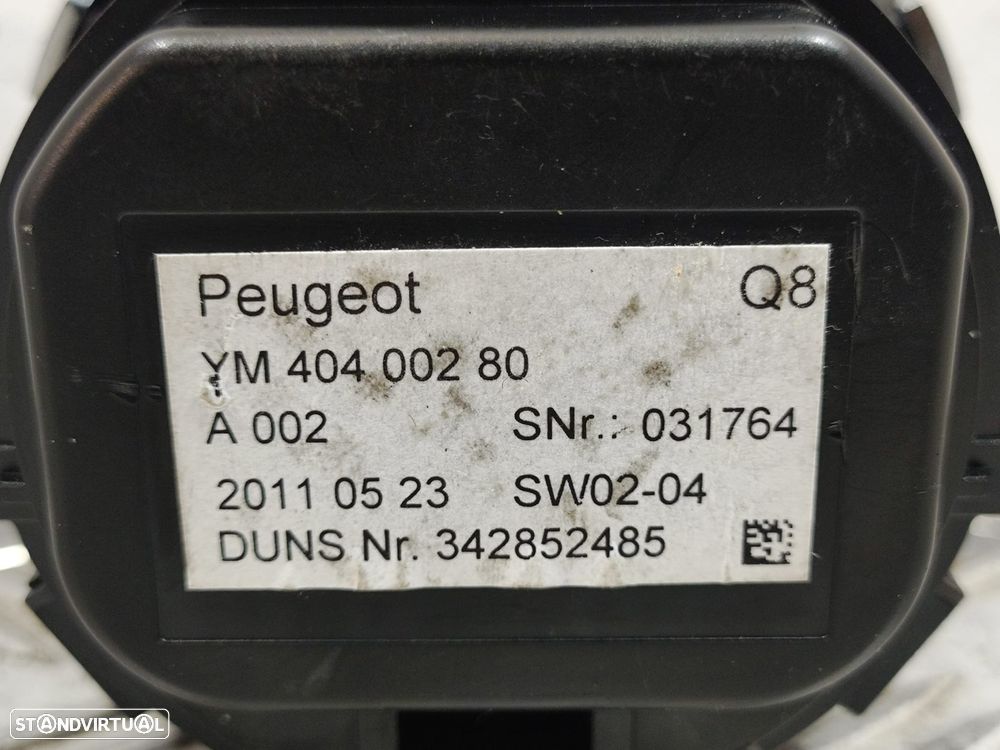 Peugeot Q8
YM 404 002 80
A 002 SNr.: 031764
2011 05 23 SW02-04
DUNS Nr. 342852485
STANDVIRTUAL